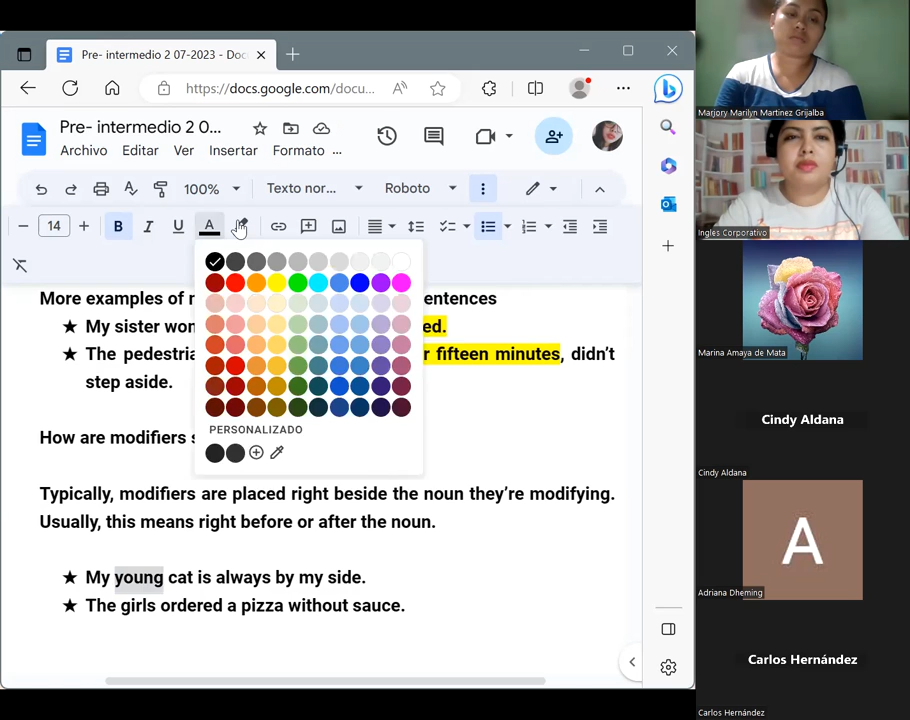 Pre- intermedio 2 07-2023 - Doc
https://docs.google.com/docu...
Pre- intermedio 2 0...
Archivo Editar Ver Insertar Formato ...
100% Texto nor... Roboto
14 B I U A
More examples of
entences
★ My sister won
ed.
★ The pedestria
r fifteen minutes, didn't
step aside.
How are modifiers s
PERSONALIZADO
Typically, modifiers are placed right beside the noun they're modifying.
Usually, this means right before or after the noun.
★ My young cat is always by my side.
★ The girls ordered a pizza without sauce.
Marjory Marilyn Martinez Grijalba
Ingles Corporativo
Marina Amaya de Mata
Cindy Aldana
Cindy Aldana
A
Adriana Dheming
Carlos Hernández
Carlos Hernández